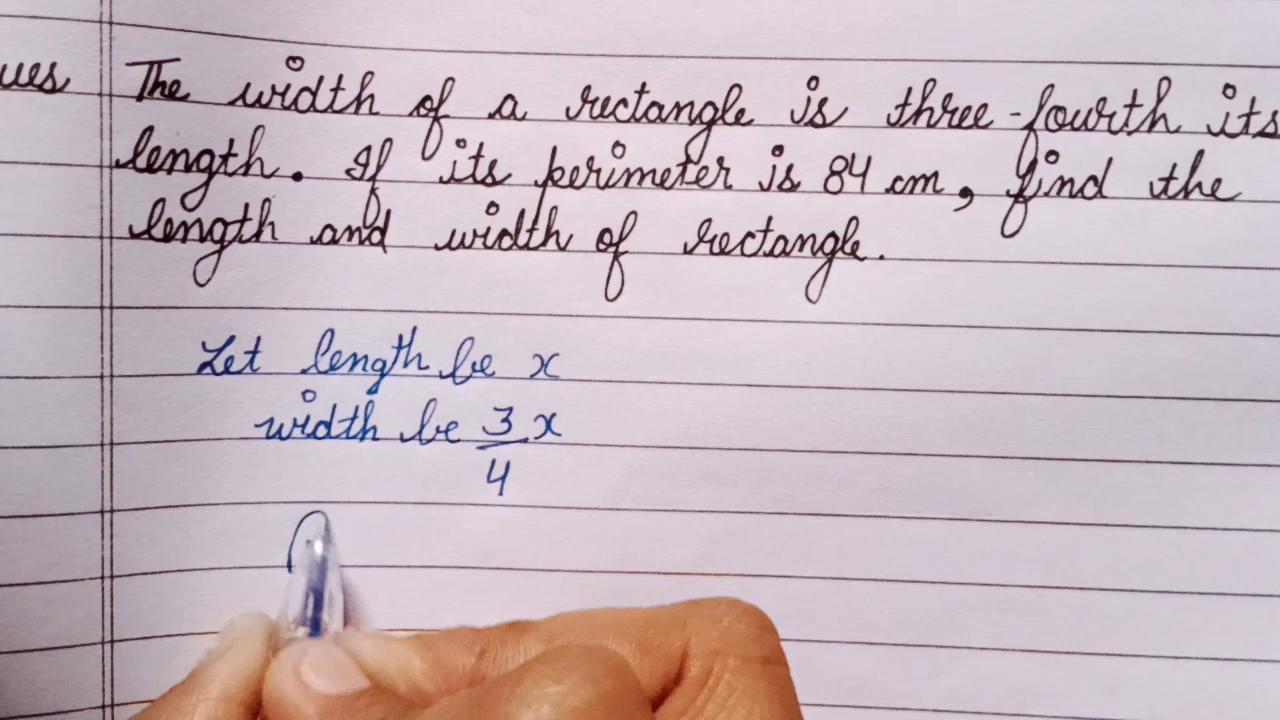 The width of a rectangle is three-fourth its
length. If its perimeter is 84 cm, find the
length and width of rectangle.
Let length be x
width be 3/4 x